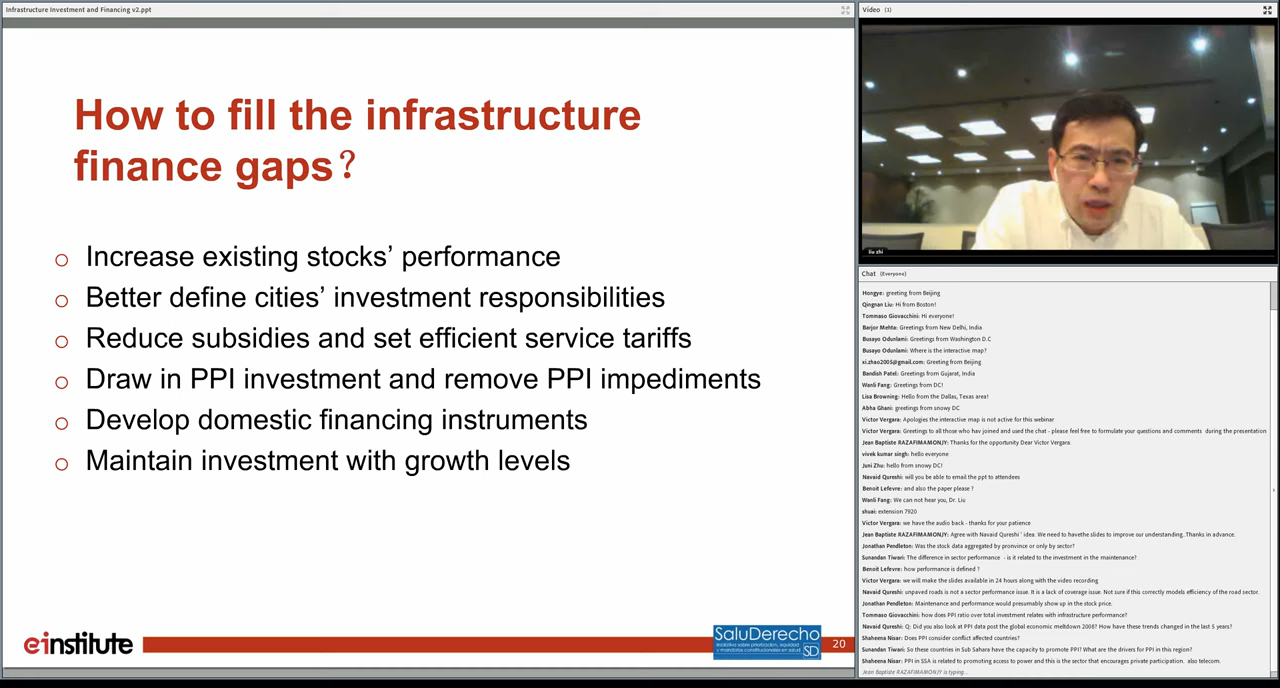 Infrastructure Investment and Financing v2.ppt
How to fill the infrastructure
finance gaps?
o Increase existing stocks’ performance
o Better define cities’ investment responsibilities
o Reduce subsidies and set efficient service tariffs
o Draw in PPI investment and remove PPI impediments
o Develop domestic financing instruments
o Maintain investment with growth levels
einstitute
SaluDerecho
SD
20
Video (1)
liu zhi
Chat (Everyone)
Hongye: greeting from Beijing
Qingnan Liu: Hi from Boston!
Tommaso Giovacchini: Hi everyone!
Barjor Mehta: Greetings from New Delhi, India
Busayo Odunlami: Greetings from Washington D.C
Busayo Odunlami: Where is the interactive map?
xi.zhao2005@gmail.com: Greeting from Beijing
Bandish Patel: Greetings from Gujarat, India
Wanli Fang: Greetings from DC!
Lisa Browning: Hello from the Dallas, Texas area!
Abha Ghani: greetings from snowy DC
Victor Vergara: Apologies the interactive map is not active for this webinar
Victor Vergara: Greetings to all those who hav joined and used the chat - please feel free to formulate your questions and comments during the presentation
Jean Baptiste RAZAFIMAMONJY: Thanks for the opportunity Dear Victor Vergara.
vivek kumar singh: hello everyone
Juni Zhu: hello from snowy DC!
Navaid Qureshi: will you be able to email the ppt to attendees
Benoit Lefevre: and also the paper please ?
Wanli Fang: We can not hear you, Dr. Liu
shuai: extension 7920
Victor Vergara: we have the audio back - thanks for your patience
Jean Baptiste RAZAFIMAMONJY: Agree with Navaid Qureshi ' idea. We need to havethe slides to improve our understanding..Thanks in advance.
Jonathan Pendleton: Was the stock data aggregated by pronvince or only by sector?
Sunandan Tiwari: The difference in sector performance - is it related to the investment in the maintenance?
Benoit Lefevre: how performance is defined ?
Victor Vergara: we will make the slides available in 24 hours along with the video recording
Navaid Qureshi: unpaved roads is not a sector performance issue. It is a lack of coverage issue. Not sure if this correctly models efficiency of the road sector.
Jonathan Pendleton: Maintenance and performance would presumably show up in the stock price.
Tommaso Giovacchini: how does PPI ratio over total investment relates with infrastructure performance?
Navaid Qureshi: Q: Did you also look at PPI data post the global economic meltdown 2008? How have these trends changed in the last 5 years?
Shaheena Nisar: Does PPI consider conflict affected countries?
Sunandan Tiwari: So these countries in Sub Sahara have the capacity to promote PPI? What are the drivers for PPI in this region?
Shaheena Nisar: PPI in SSA is related to promoting access to power and this is the sector that encourages private participation. also telecom.
Jean Baptiste RAZAFIMAMONJY is typing...